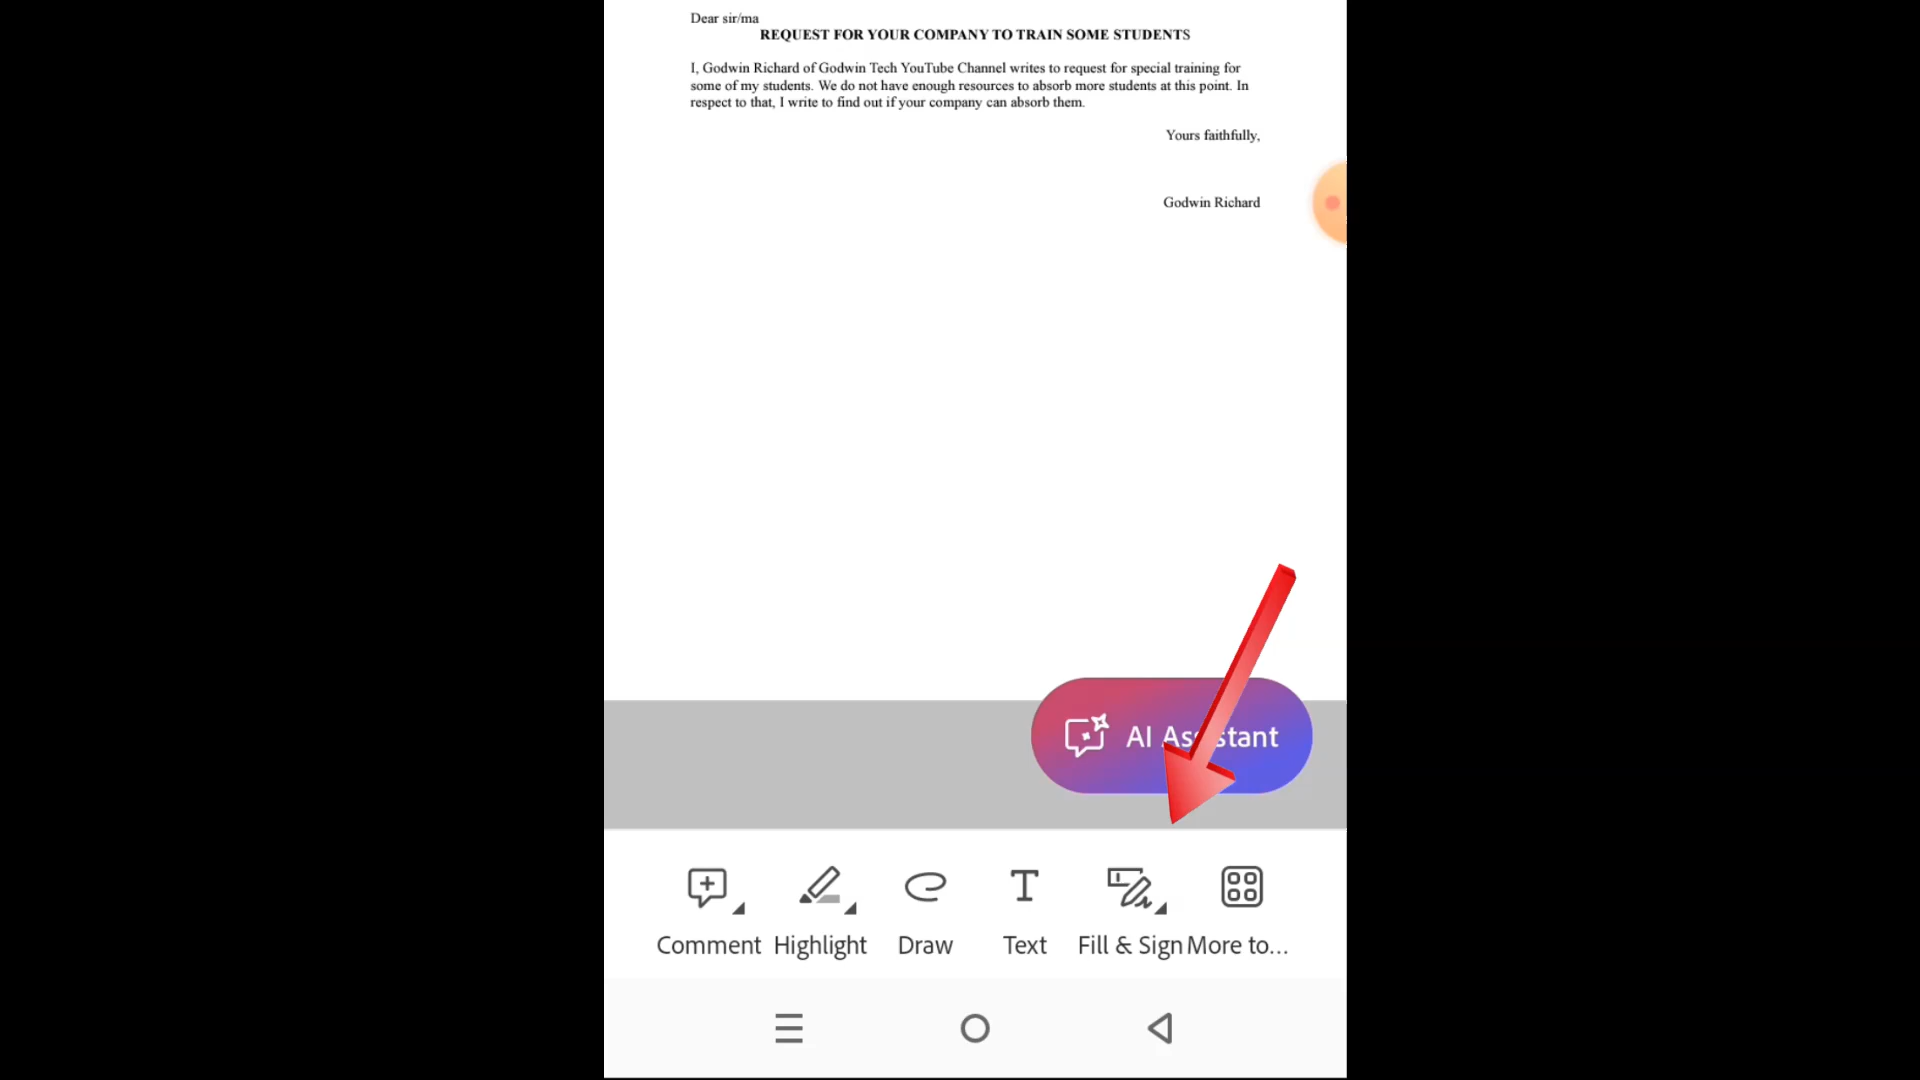 Dear sir/ma
REQUEST FOR YOUR COMPANY TO TRAIN SOME STUDENTS
I, Godwin Richard of Godwin Tech YouTube Channel writes to request for special training for
some of my students. We do not have enough resources to absorb more students at this point. In
respect to that, I write to find out if your company can absorb them.
Yours faithfully,
Godwin Richard
AI Assistant
Comment Highlight Draw Text Fill & Sign More to...